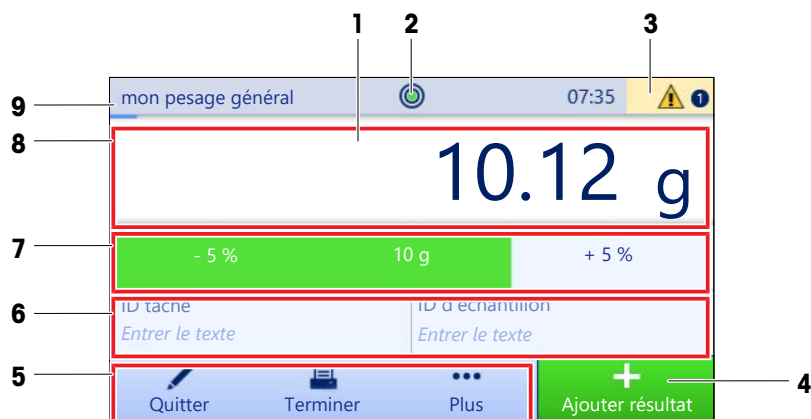 1 2 3
9 mon pesage général 07:35 1
8 10.12 g
7 - 5 % 10 g + 5 %
6 ID tâche ID d'échantillon
Entrer le texte Entrer le texte
5 Quitter Terminer Plus Ajouter résultat 4